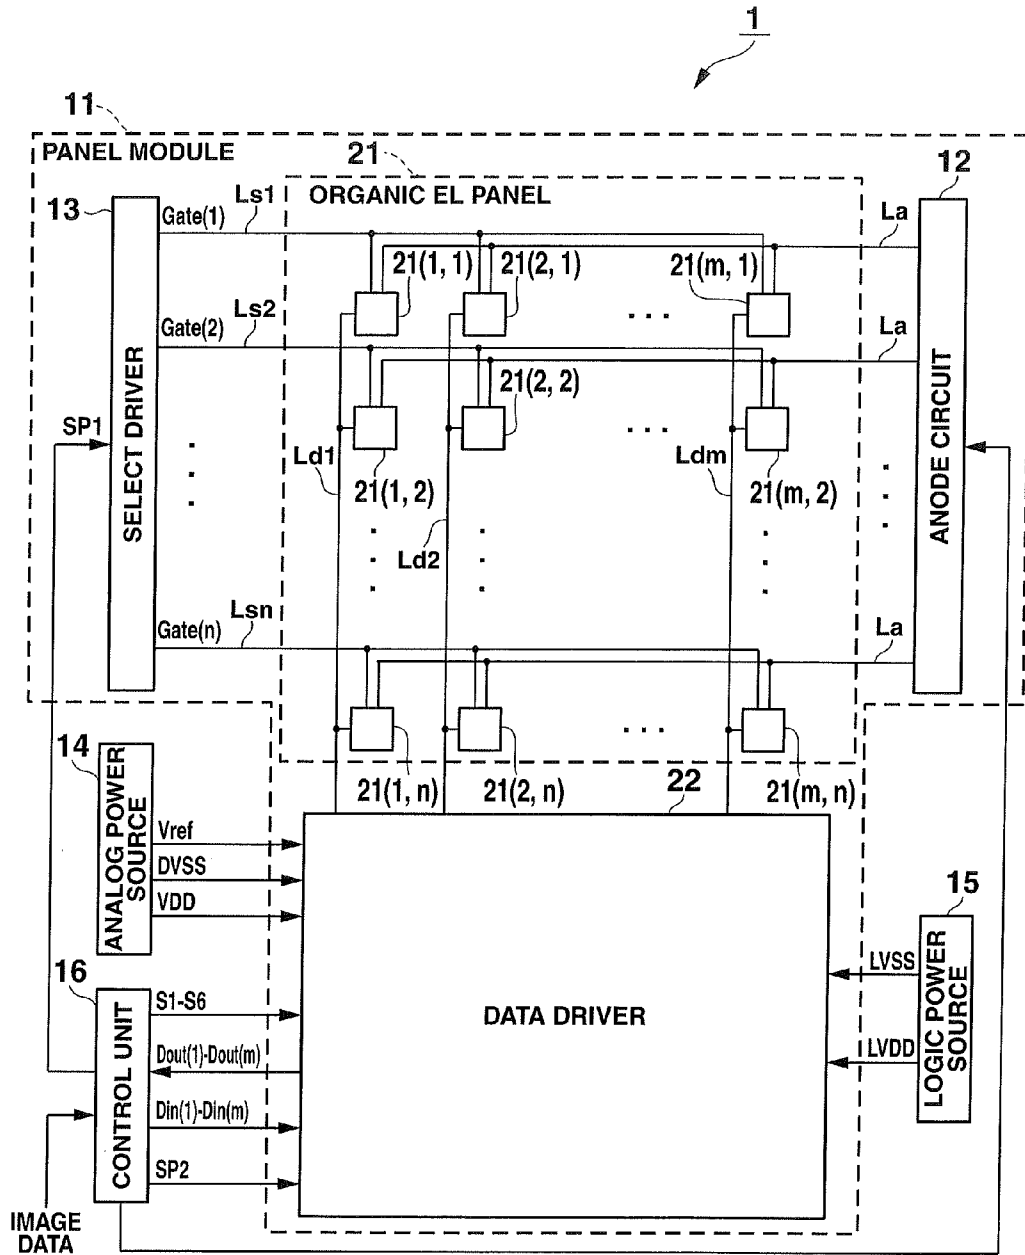 1
11
PANEL MODULE
21
ORGANIC EL PANEL
12
13
Gate(1)
Ls1
La
21(1, 1)
21(2, 1)
21(m, 1)
. . .
Gate(2)
Ls2
La
21(2, 2)
SP1
SELECT DRIVER
ANODE CIRCUIT
. . .
Ld1
Ldm
21(1, 2)
21(m, 2)
Ld2
Gate(n)
Lsn
La
. . .
21(1, n)
21(2, n)
22
21(m, n)
14
ANALOG POWER
SOURCE
Vref
DVSS
VDD
15
LOGIC POWER
SOURCE
LVSS
LVDD
16
CONTROL UNIT
S1-S6
DATA DRIVER
Dout(1)-Dout(m)
Din(1)-Din(m)
SP2
IMAGE
DATA